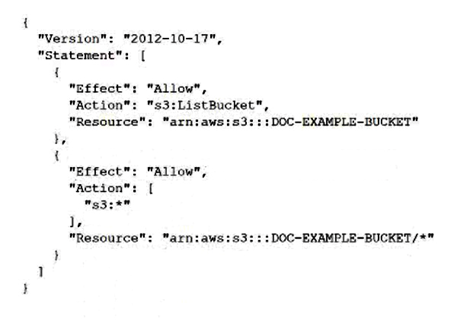 {
"Version": "2012-10-17",
"Statement": [
{
"Effect": "Allow",
"Action": "s3:ListBucket",
"Resource": "arn:aws:s3:::DOC-EXAMPLE-BUCKET"
},
{
"Effect": "Allow",
"Action": [
"s3:*"
],
"Resource": "arn:aws:s3:::DOC-EXAMPLE-BUCKET/*"
}
]
}